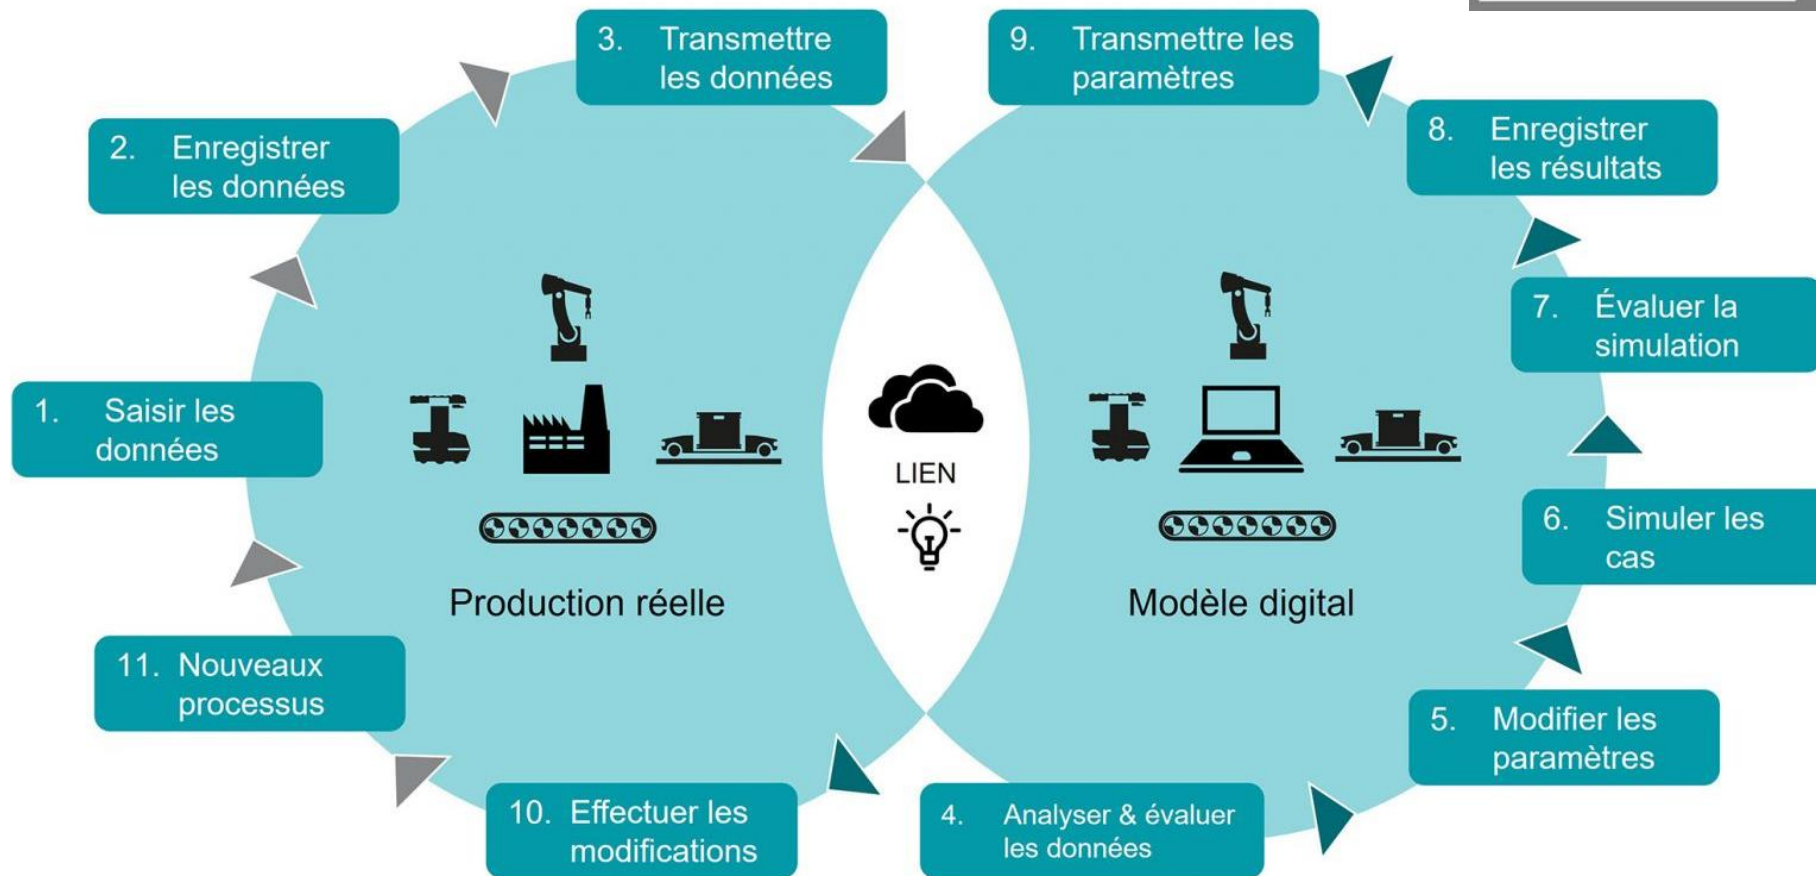 3. Transmettre
les données
9. Transmettre les
paramètres
2. Enregistrer
les données
8. Enregistrer
les résultats
7. Évaluer la
simulation
1. Saisir les
données
LIEN
6. Simuler les
cas
Production réelle
Modèle digital
11. Nouveaux
processus
5. Modifier les
paramètres
10. Effectuer les
modifications
4. Analyser & évaluer
les données